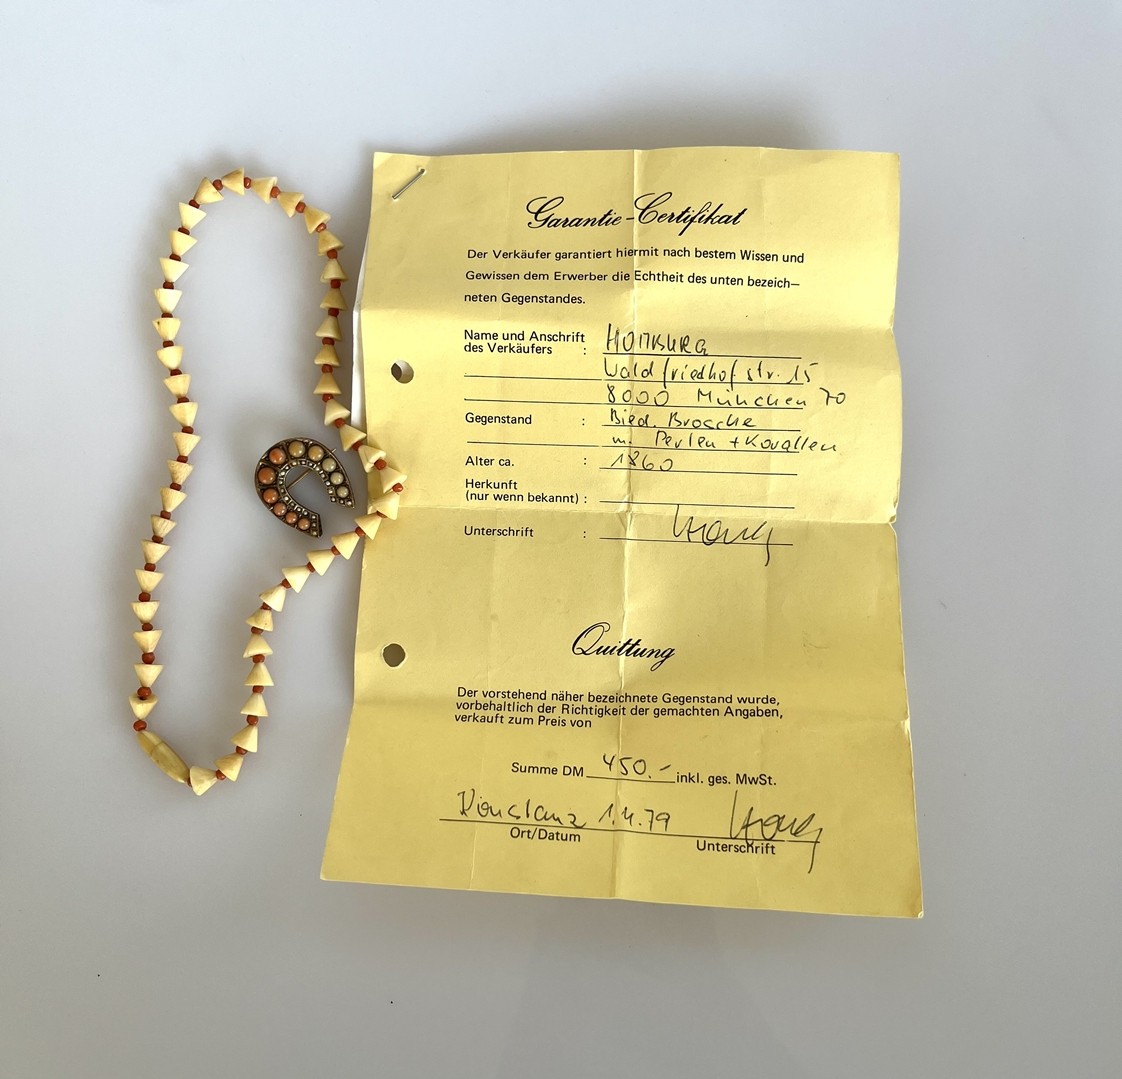 Garantie-Certifikat
Der Verkäufer garantiert hiermit nach bestem Wissen und
Gewissen dem Erwerber die Echtheit des unten bezeich–
neten Gegenstandes.
Name und Anschrift
des Verkäufers : Homburg
Waldfriedhofstr. 15
8000 München 70
Gegenstand : Bied. Brosche
m. Perlen + Korallen
Alter ca. : 1860
Herkunft
(nur wenn bekannt) :
Unterschrift :
Quittung
Der vorstehend näher bezeichnete Gegenstand wurde,
vorbehaltlich der Richtigkeit der gemachten Angaben,
verkauft zum Preis von
Summe DM 450.– inkl. ges. MwSt.
Konstanz 1.4.79
Ort/Datum Unterschrift